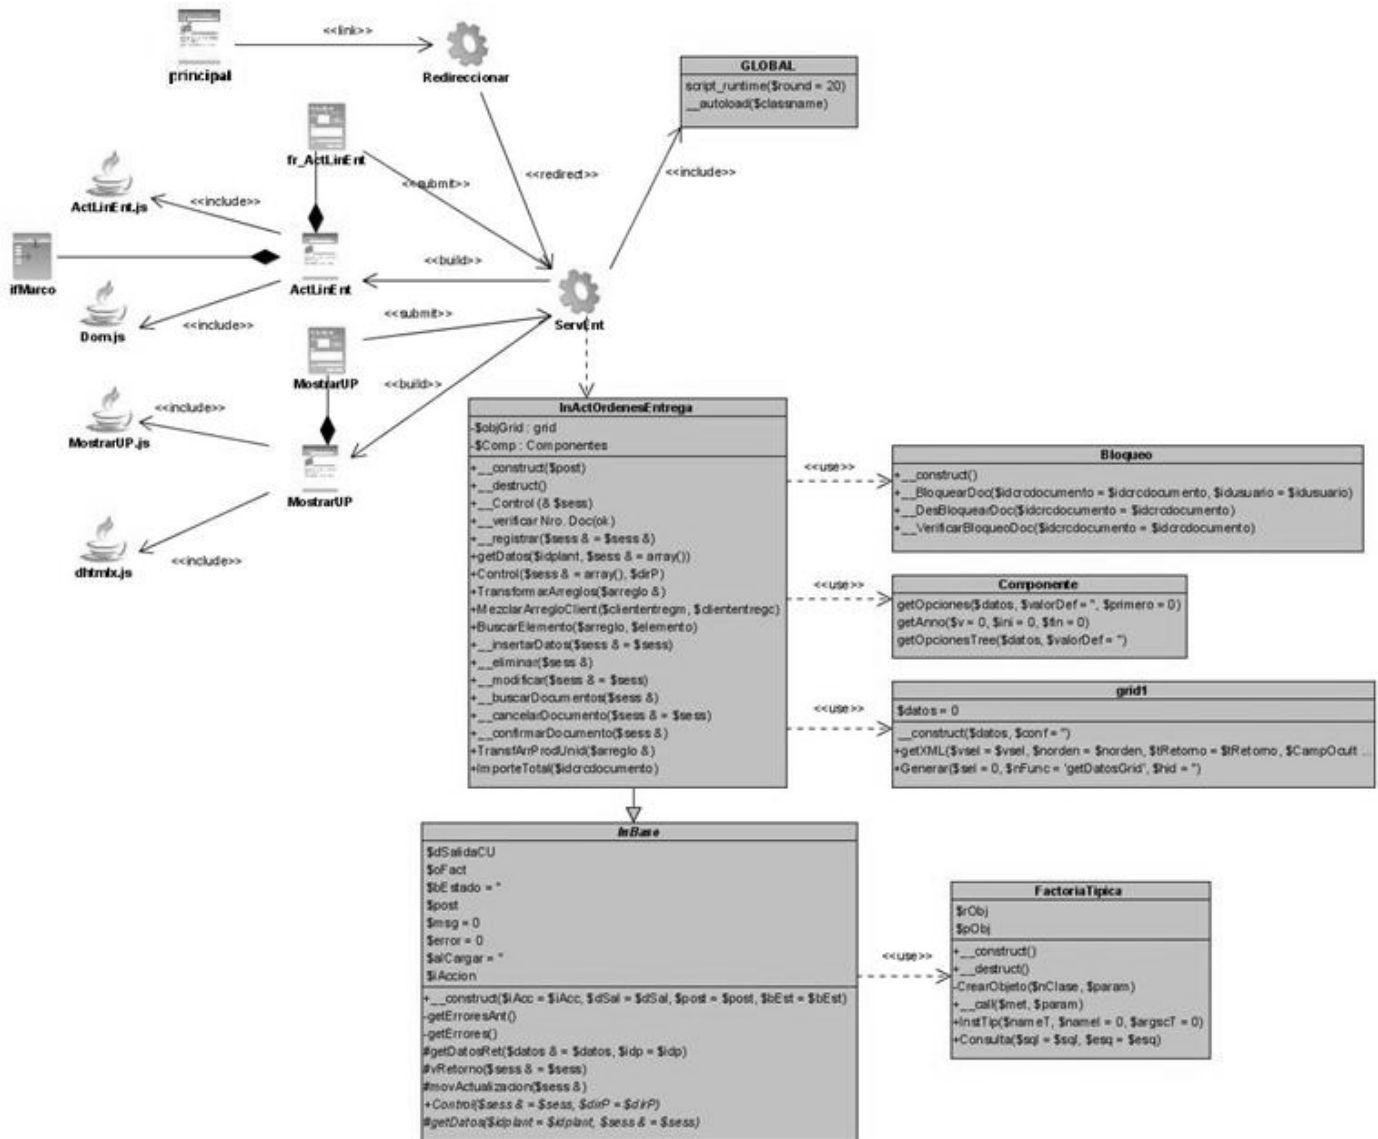 <<link>>
principal
Redireccionar
GLOBAL
script_runtime($round = 20)
__autoload($classname)
fr_ActLinEnt
<<submit>>
<<redirect>>
<<include>>
ActLinEnt.js
<<include>>
ifMarco
ActLinEnt
<<build>>
ServEnt
Dom.js
<<include>>
<<submit>>
MostrarUP
<<build>>
MostrarUP.js
<<include>>
MostrarUP
dhtmlx.js
<<include>>
InActOrdenesEntrega
-$objGrid : grid
-$Comp : Componentes
+__construct($post)
+__destruct()
+__Control (& $sess)
+__verificar Nro. Doc(ok)
+__registrar($sess & = $sess &)
+getDatos($idplant, $sess & = array())
+Control($sess & = array(), $dirP)
+TransformarArreglos($arreglo &)
+MezclarArregloClient($cliententregm, $cliententregc)
+BuscarElemento($arreglo, $elemento)
+__insertarDatos($sess & = $sess)
+__eliminar($sess &)
+__modificar($sess & = $sess)
+__buscarDocumentos($sess &)
+__cancelarDocumento($sess & = $sess)
+__confirmarDocumento($sess &)
+TransfArrProdUnid($arreglo &)
+ImporteTotal($idcrcdocumento)
<<use>>
Bloqueo
+__construct()
+__BloquearDoc($idcrcdocumento = $idcrcdocumento, $idusuario = $idusuario)
+__DesBloquearDoc($idcrcdocumento = $idcrcdocumento)
+__VerificarBloqueoDoc($idcrcdocumento = $idcrcdocumento)
<<use>>
Componente
getOpciones($datos, $valorDef = '', $primero = 0)
getAnno($v = 0, $ini = 0, $fin = 0)
getOpcionesTree($datos, $valorDef = '')
<<use>>
grid1
$datos = 0
__construct($datos, $conf = '')
+getXML($vsel = $vsel, $norden = $norden, $tRetorno = $tRetorno, $CampOcult ...
+Generar($sel = 0, $nFunc = 'getDatosGrid', $hid = '')
InBase
$dSalidaCU
$oFact
$bEstado = ''
$post
$msg = 0
$error = 0
$alCargar = ''
$iAccion
+__construct($iAcc = $iAcc, $dSal = $dSal, $post = $post, $bEst = $bEst)
-getErroresAnt()
-getErrores()
#getDatosRet($datos & = $datos, $idp = $idp)
#vRetorno($sess & = $sess)
#movActualizacion($sess &)
+Control($sess & = $sess, $dirP = $dirP)
#getDatos($idplant = $idplant, $sess & = $sess)
<<use>>
FactoriaTipica
$rObj
$pObj
+__construct()
+__destruct()
-CrearObjeto($nClase, $param)
+__call($met, $param)
+InstTip($nameT, $nameI = 0, $argscT = 0)
+Consulta($sql = $sql, $esq = $esq)